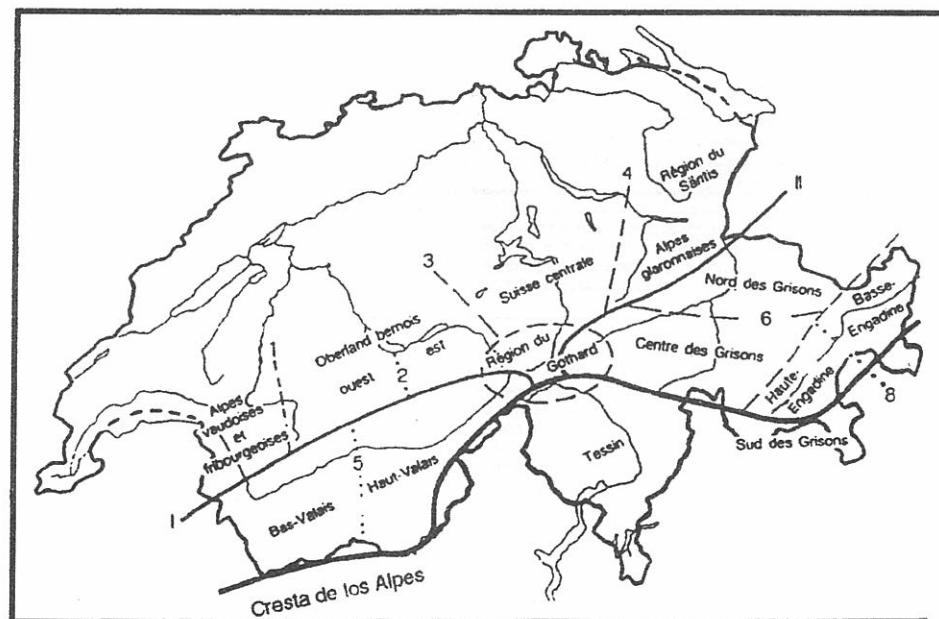 Région du
Säntis
4
II
3
Alpes
glaronnaises
Suisse centrale
Nord des Grisons
Basse-
Engadine
6
1
Oberland bernois
ouest
est
2
Région du
Gothard
Centre des Grisons
Haute-
Engadine
8
Alpes
vaudoises
et
fribourgeoises
Sud des Grisons
Tessin
5
Haut-Valais
Bas-Valais
I
Cresta de los Alpes